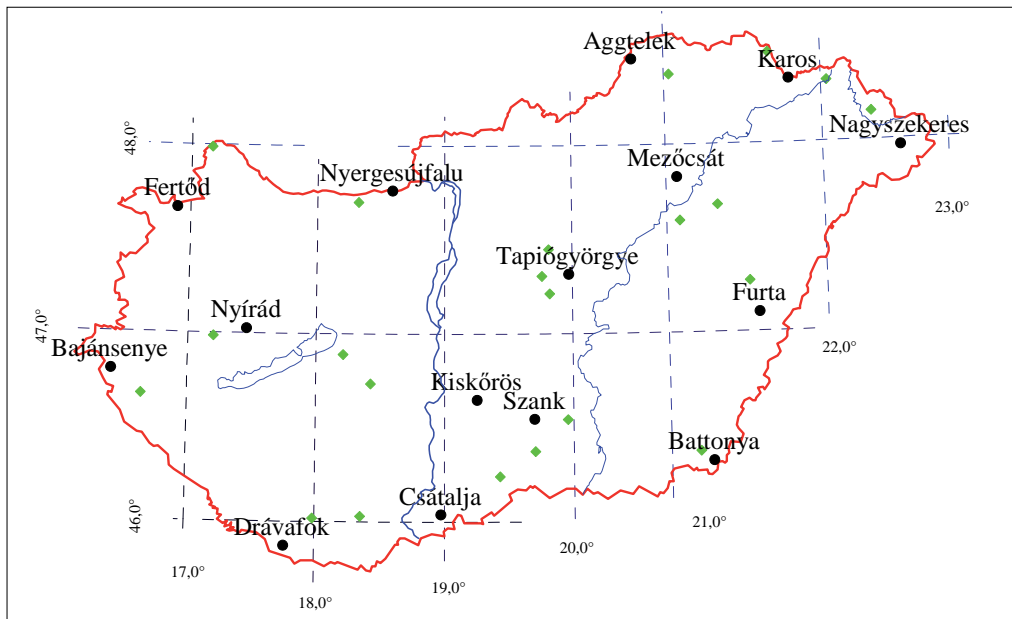 Aggtelek
Karos
48,0°
Nagyszekeres
Mezőcsát
Nyergesújfalu
Fertőd
23,0°
Tapiógyörgye
Furta
Nyírád
47,0°
22,0°
Bajánsenye
Kiskőrös
Szank
Battonya
Csátalja
46,0°
Drávafok
21,0°
20,0°
17,0°
19,0°
18,0°